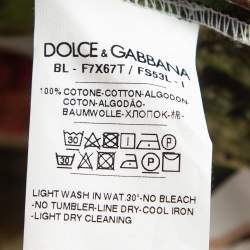 DOLCE & GABBANA
BL - F7X67T / FS53L - I
100% COTONE-COTTON-ALGODON-
COTON-ALGODÃO-
BAUMWOLLE-ХЛОПОК-棉-
30
LIGHT WASH IN WAT.30°-NO BLEACH
-NO TUMBLER-LINE DRY-COOL IRON
-LIGHT DRY CLEANING